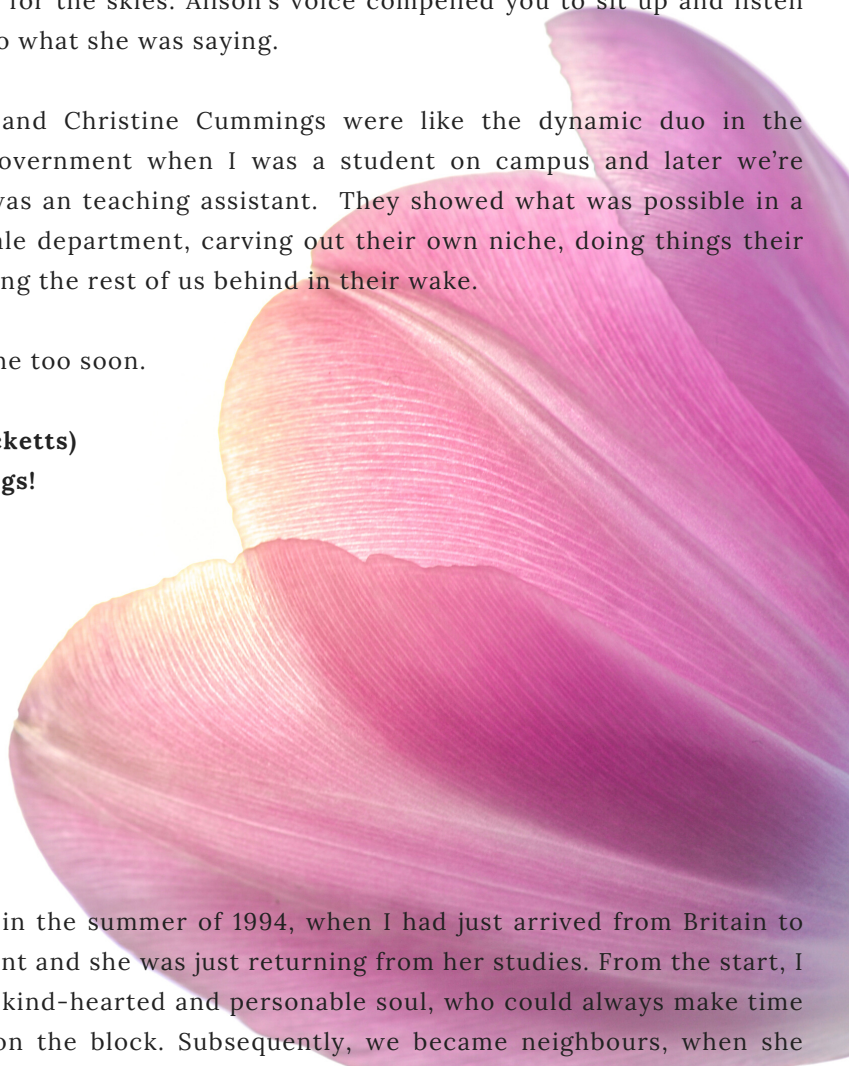 for the skies. Alison's voice compelled you to sit up and listen
o what she was saying.
and Christine Cummings were like the dynamic duo in the
overnment when I was a student on campus and later we're
was an teaching assistant. They showed what was possible in a
le department, carving out their own niche, doing things their
ng the rest of us behind in their wake.
ne too soon.
cketts)
gs!
in the summer of 1994, when I had just arrived from Britain to
nt and she was just returning from her studies. From the start, I
kind-hearted and personable soul, who could always make time
on the block. Subsequently, we became neighbours, when she